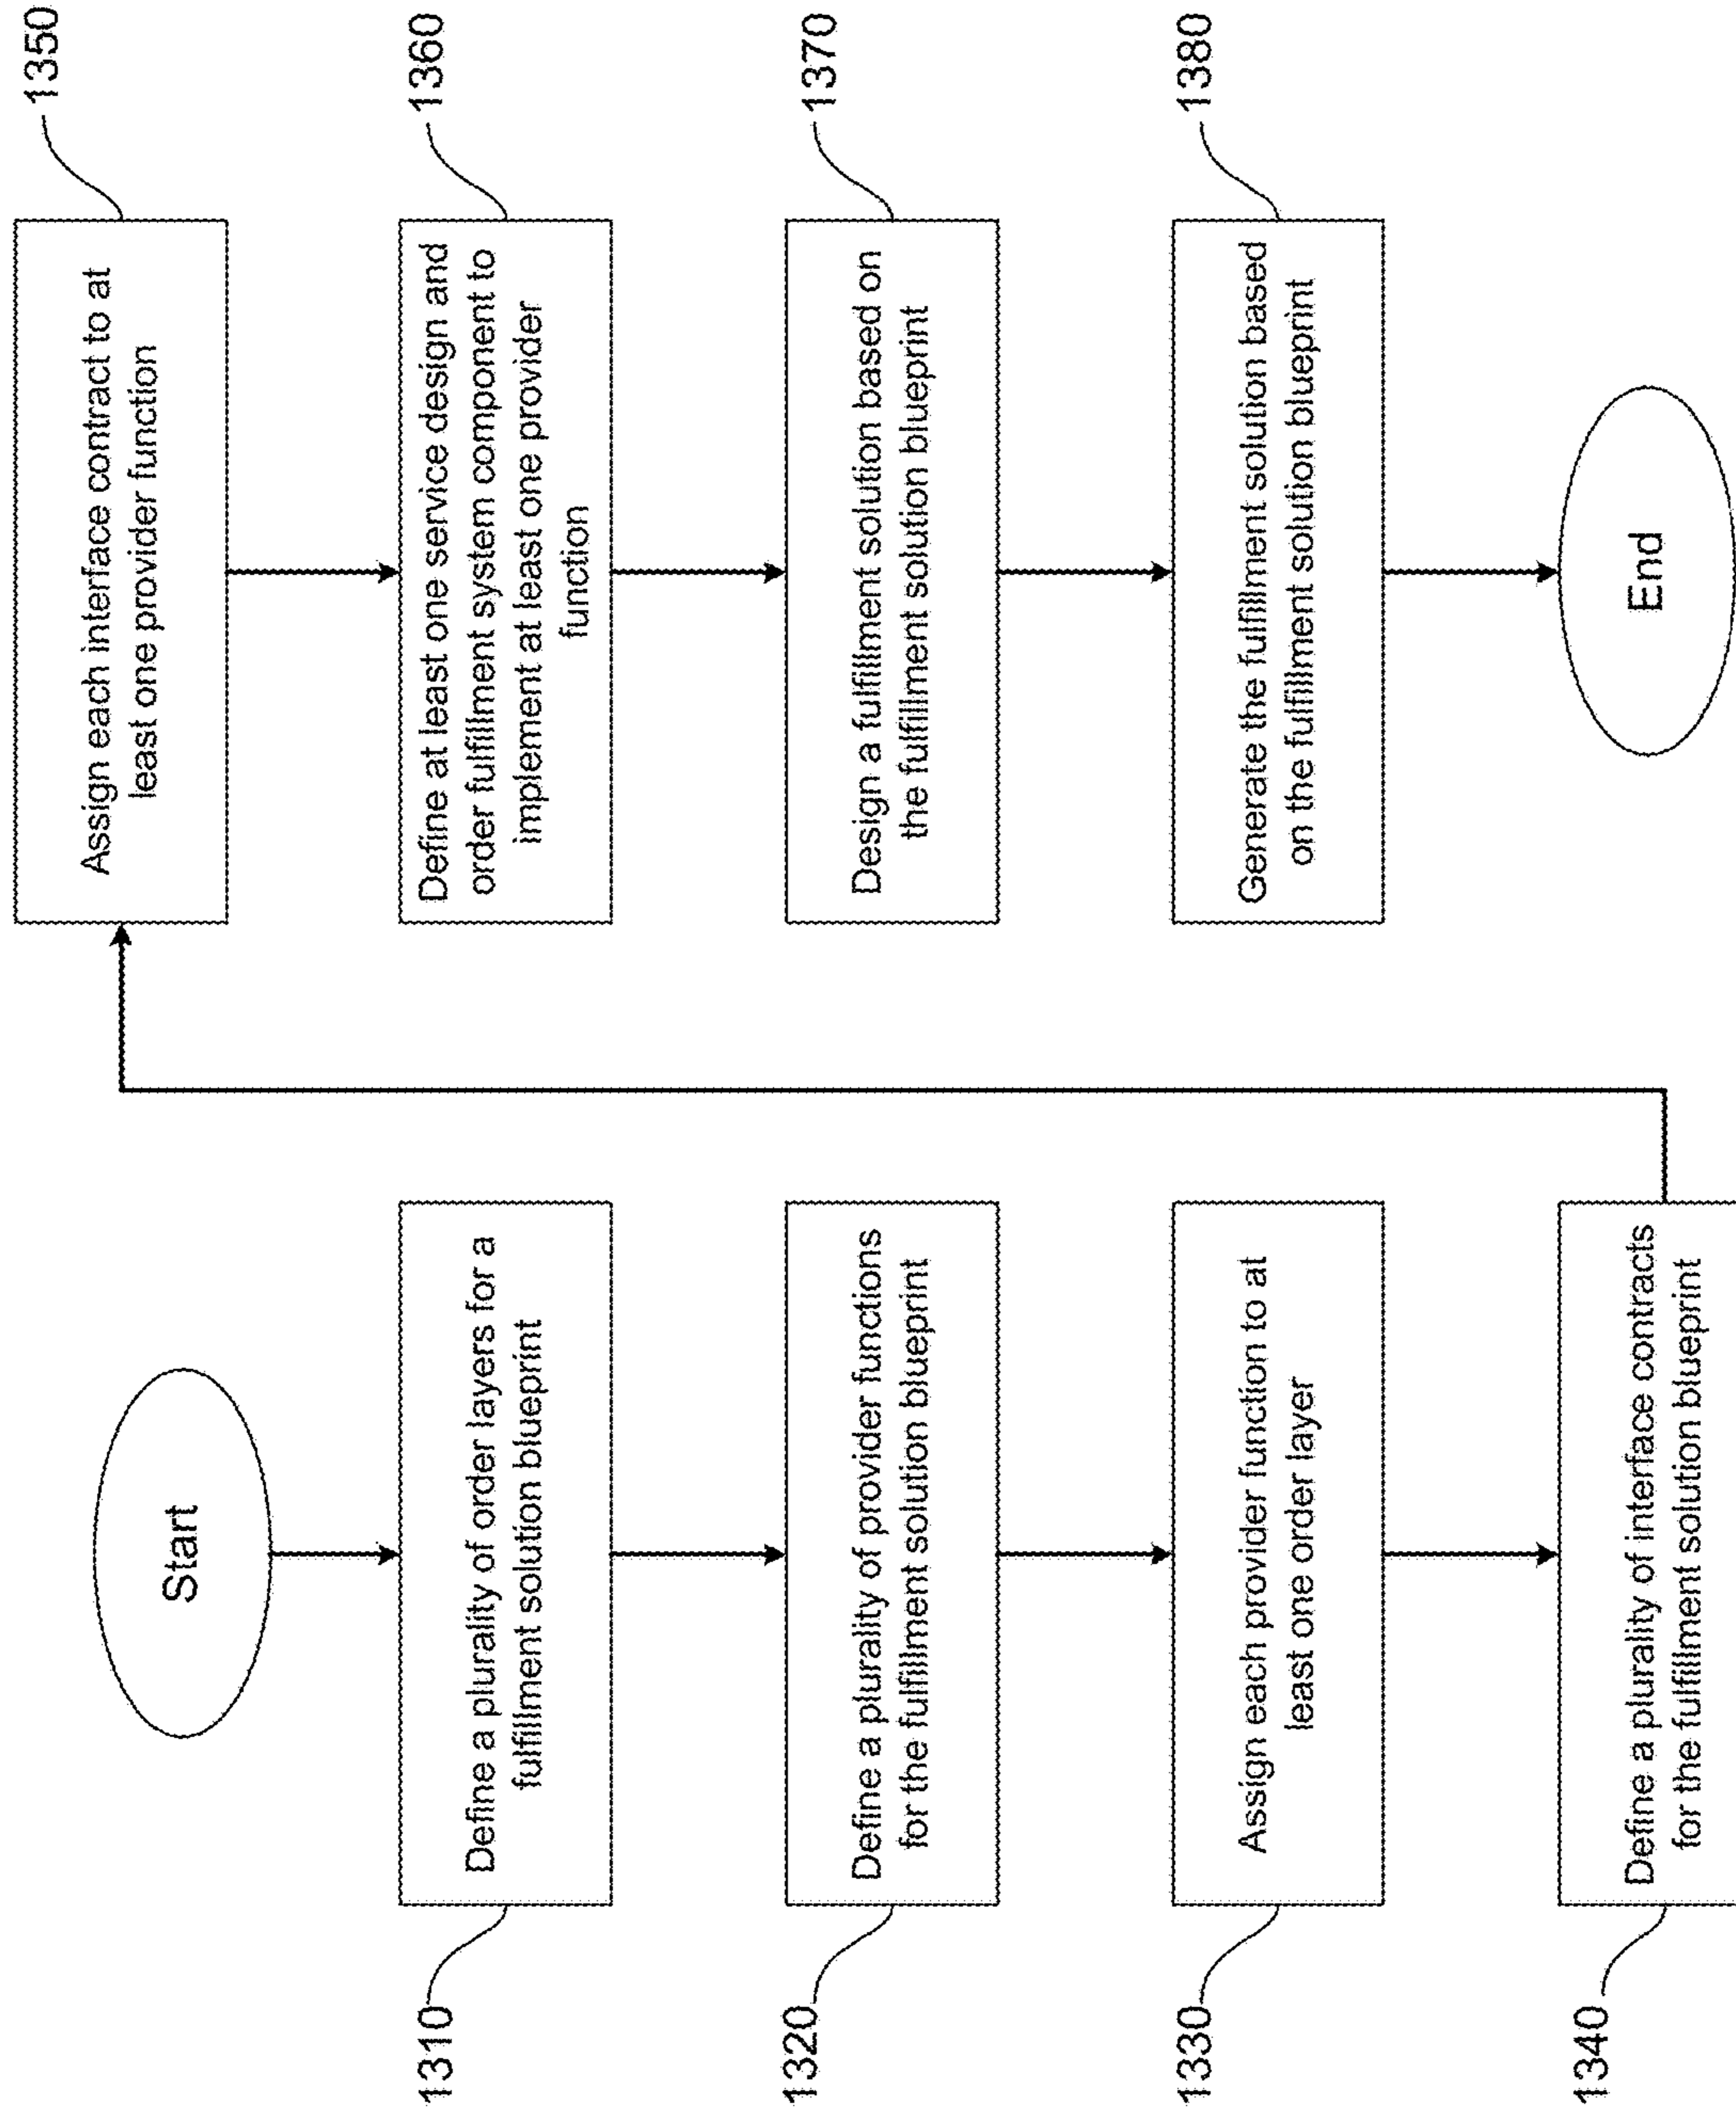 Start
1310
Define a plurality of order layers for a
fulfillment solution blueprint
1320
Define a plurality of provider functions
for the fulfillment solution blueprint
1330
Assign each provider function to at
least one order layer
1340
Define a plurality of interface contracts
for the fulfillment solution blueprint
1350
Assign each interface contract to at
least one provider function
1360
Define at least one service design and
order fulfillment system component to
implement at least one provider
function
1370
Design a fulfillment solution based on
the fulfillment solution blueprint
1380
Generate the fulfillment solution based
on the fulfillment solution blueprint
End